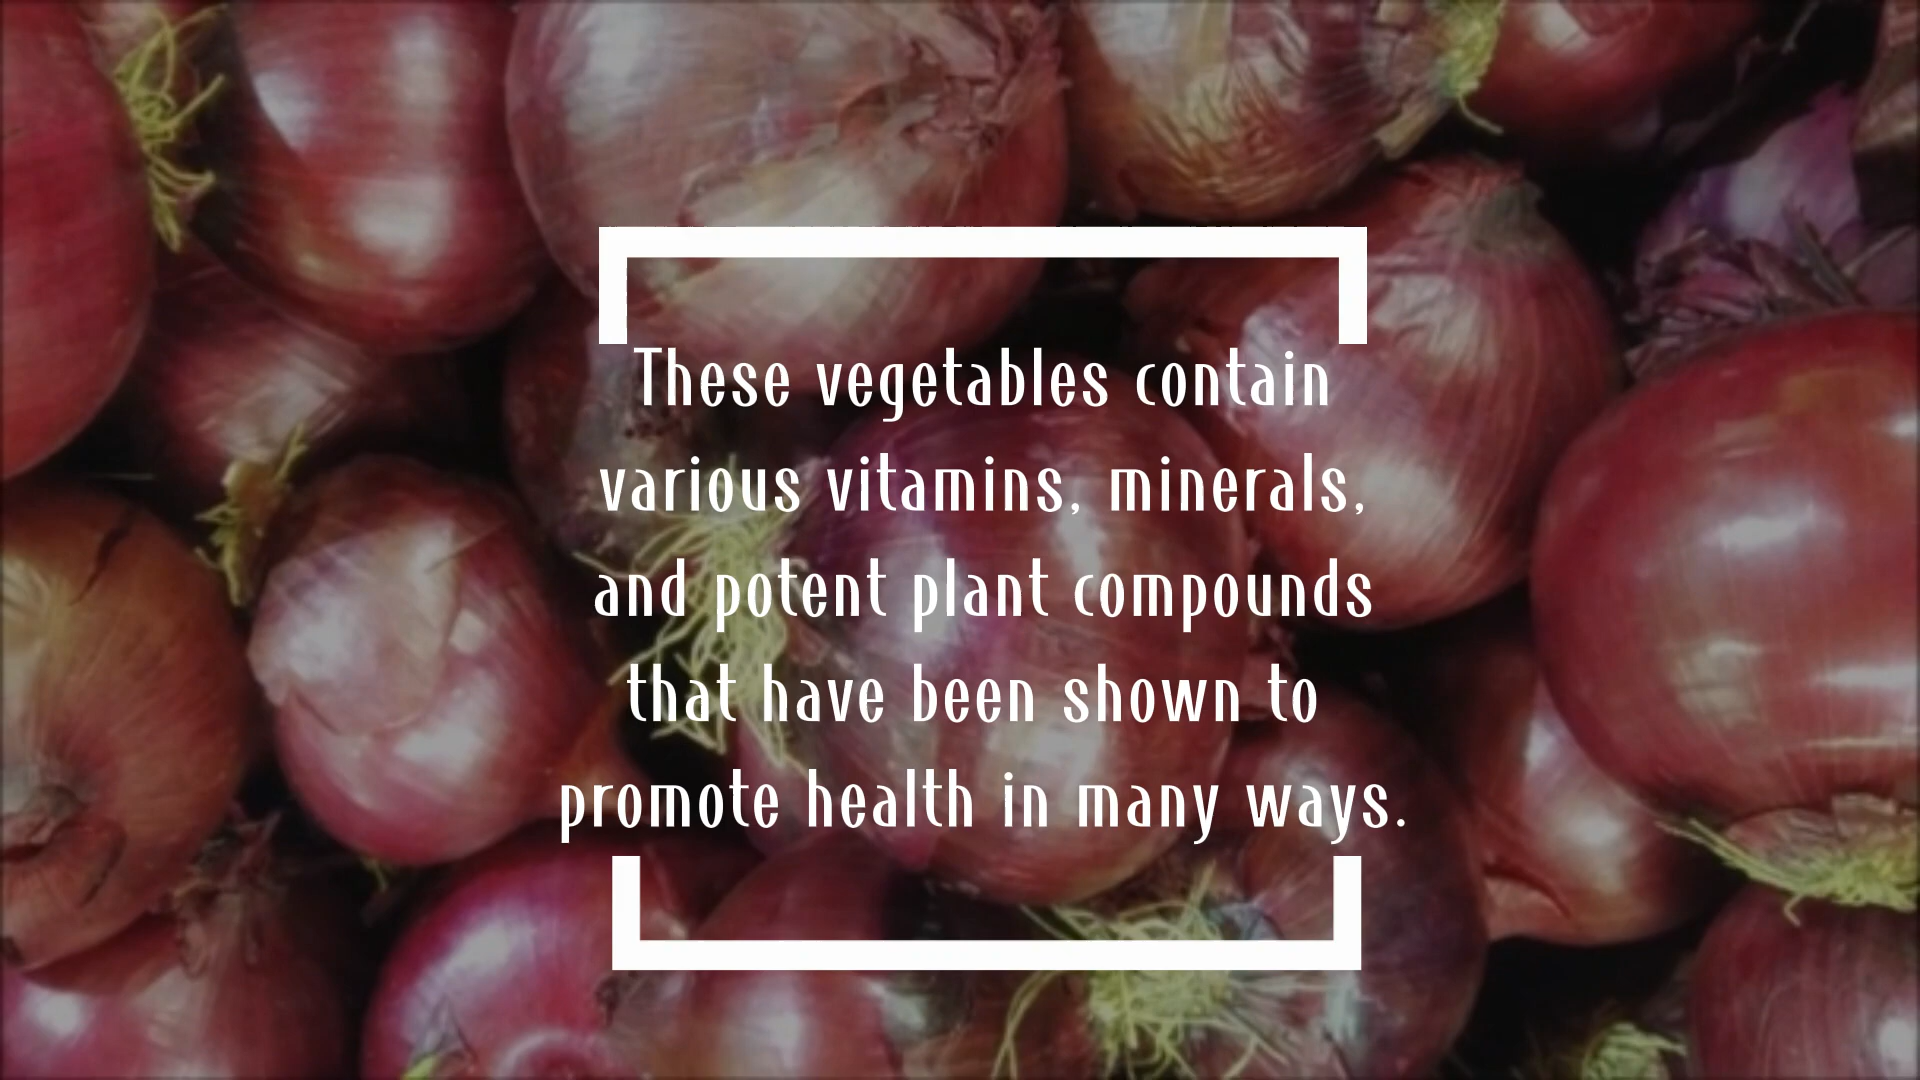 These vegetables contain
various vitamins, minerals,
and potent plant compounds
that have been shown to
promote health in many ways.